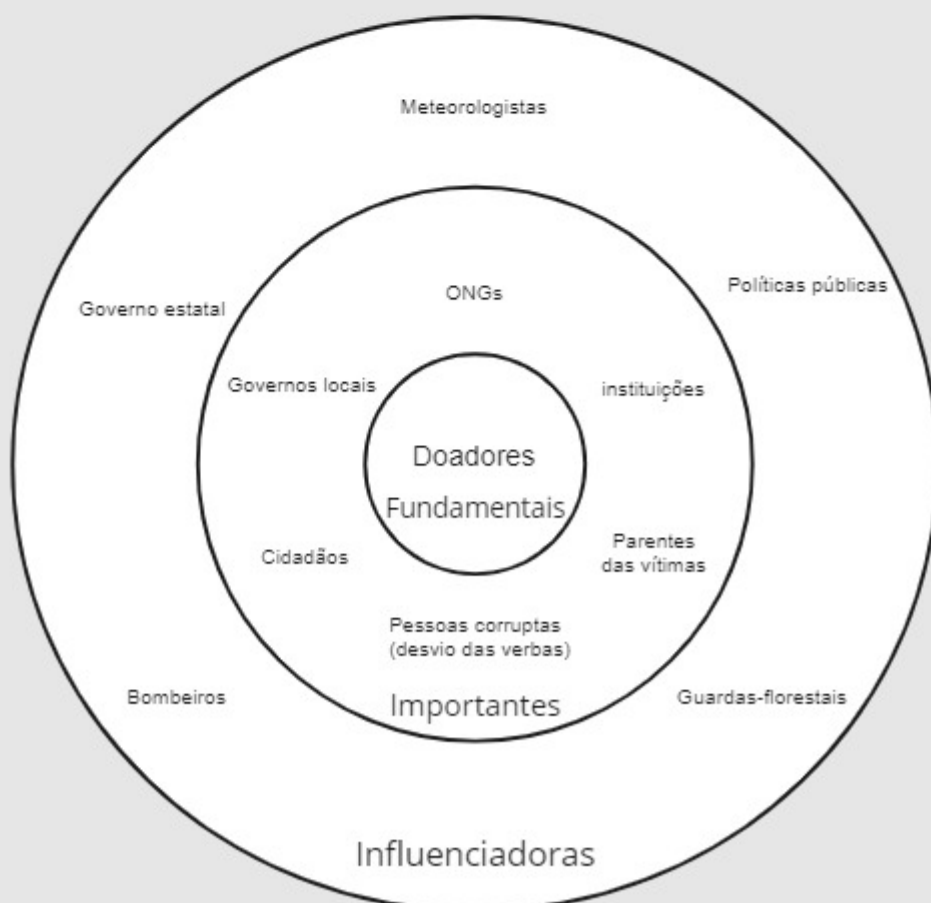 Meteorologistas
Políticas públicas
ONGs
Governo estatal
Governos locais
instituições
Doadores
Fundamentais
Cidadãos
Parentes
das vítimas
Pessoas corruptas
(desvio das verbas)
Bombeiros
Importantes
Guardas-florestais
Influenciadoras